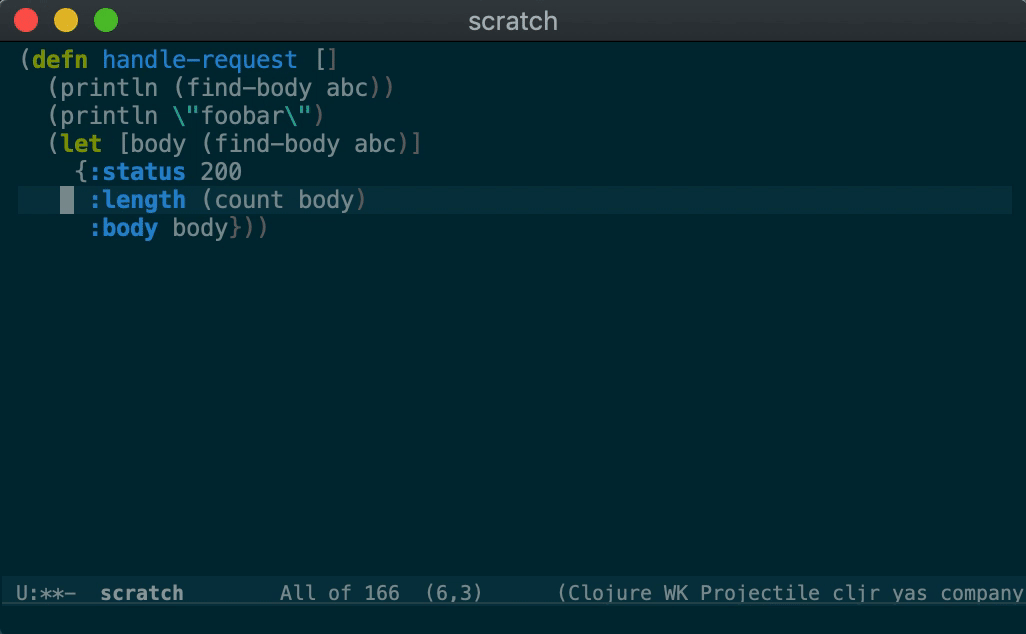 scratch
(defn handle-request []
  (println (find-body abc))
  (println \"foobar\")
  (let [body (find-body abc)]
    {:status 200
     :length (count body)
     :body body}))
U:**-  scratch       All of 166  (6,3)      (Clojure WK Projectile cljr yas company